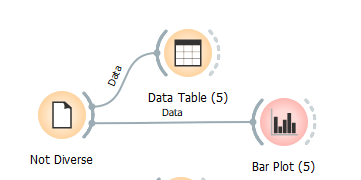 Data
Data Table (5)
Data
Not Diverse
Bar Plot (5)